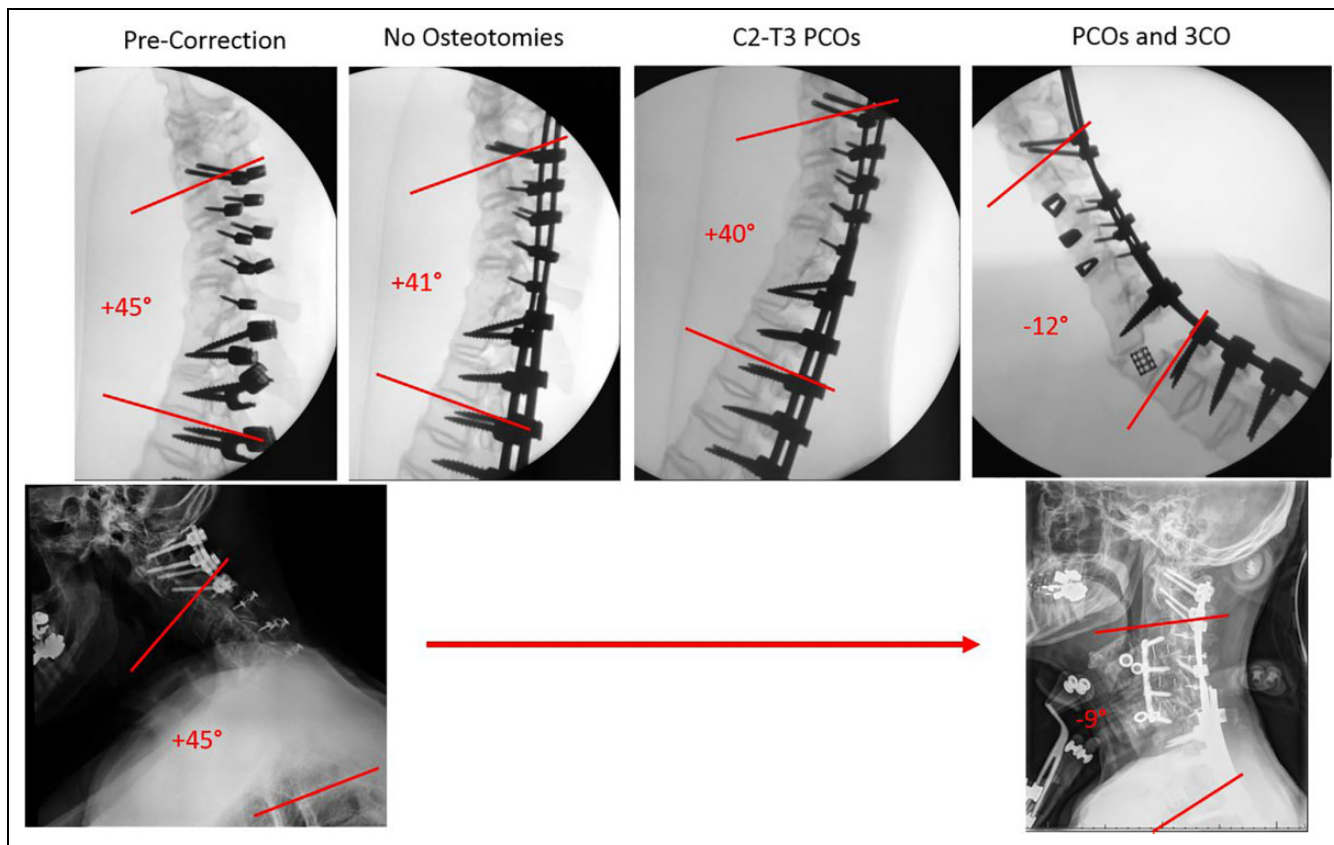 Pre-Correction
No Osteotomies
C2-T3 PCOs
PCOs and 3CO
+45°
+41°
+40°
-12°
+45°
-9°